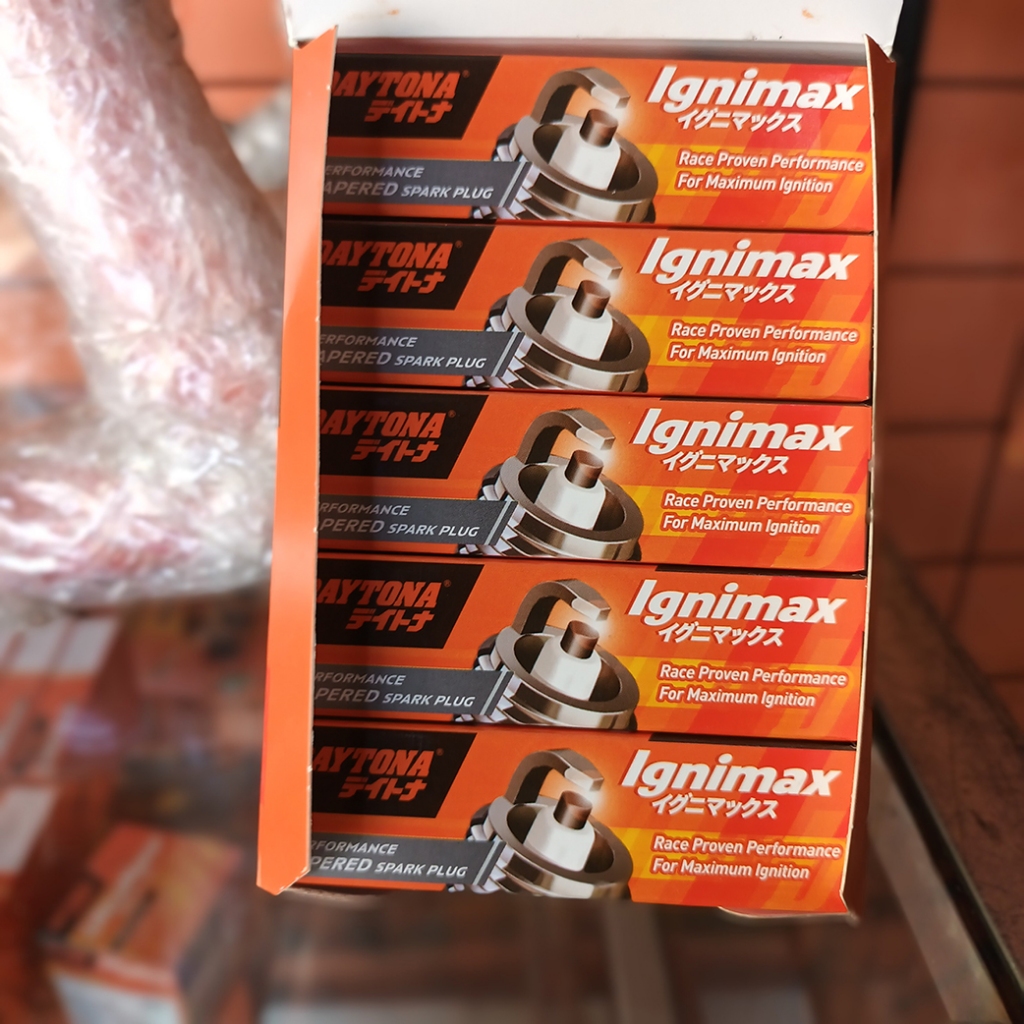 DAYTONA®
デイトナ
Ignimax
イグニマックス
ERFORMANCE
APERED SPARK PLUG
Race Proven Performance
For Maximum Ignition
DAYTONA®
デイトナ
Ignimax
イグニマックス
ERFORMANCE
APERED SPARK PLUG
Race Proven Performance
For Maximum Ignition
DAYTONA®
デイトナ
Ignimax
イグニマックス
RFORMANCE
PERED SPARK PLUG
Race Proven Performance
For Maximum Ignition
AYTONA®
デイトナ
Ignimax
イグニマックス
RFORMANCE
PERED SPARK PLUG
Race Proven Performance
For Maximum Ignition
AYTONA®
デイトナ
Ignimax
イグニマックス
RFORMANCE
PERED SPARK PLUG
Race Proven Performance
For Maximum Ignition